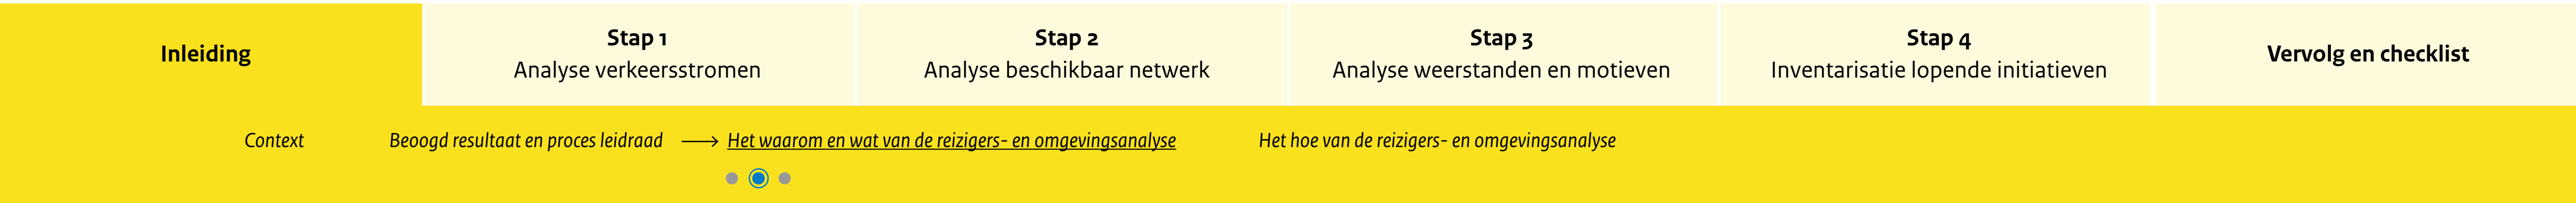 Inleiding
Stap 1
Analyse verkeersstromen
Stap 2
Analyse beschikbaar netwerk
Stap 3
Analyse weerstanden en motieven
Stap 4
Inventarisatie lopende initiatieven
Vervolg en checklist
Context
Beoogd resultaat en proces leidraad
Het waarom en wat van de reizigers- en omgevingsanalyse
Het hoe van de reizigers- en omgevingsanalyse